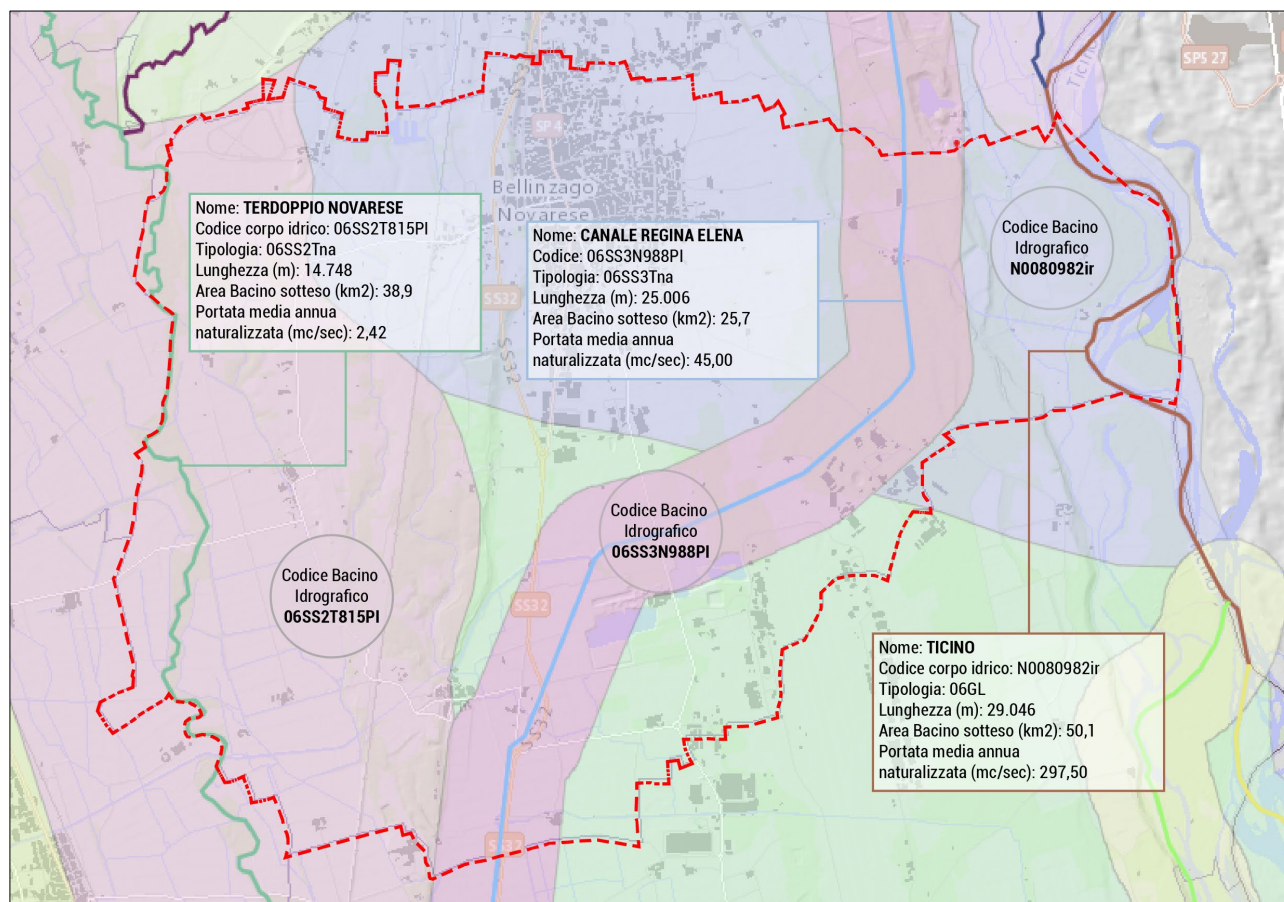 SP5 27
Ticino
SS32
SP4
Bellinzago
Novarese
Nome: TERDOPPIO NOVARESE
Codice corpo idrico: 06SS2T815PI
Tipologia: 06SS2Tna
Lunghezza (m): 14.748
Area Bacino sotteso (km2): 38,9
Portata media annua
naturalizzata (mc/sec): 2,42
Nome: CANALE REGINA ELENA
Codice: 06SS3N988PI
Tipologia: 06SS3Tna
Lunghezza (m): 25.006
Area Bacino sotteso (km2): 25,7
Portata media annua
naturalizzata (mc/sec): 45,00
Codice Bacino
Idrografico
N0080982ir
SS32
SS32
Codice Bacino
Idrografico
06SS3N988PI
Codice Bacino
Idrografico
06SS2T815PI
SS32
SS32
Nome: TICINO
Codice corpo idrico: N0080982ir
Tipologia: 06GL
Lunghezza (m): 29.046
Area Bacino sotteso (km2): 50,1
Portata media annua
naturalizzata (mc/sec): 297,50
SS32